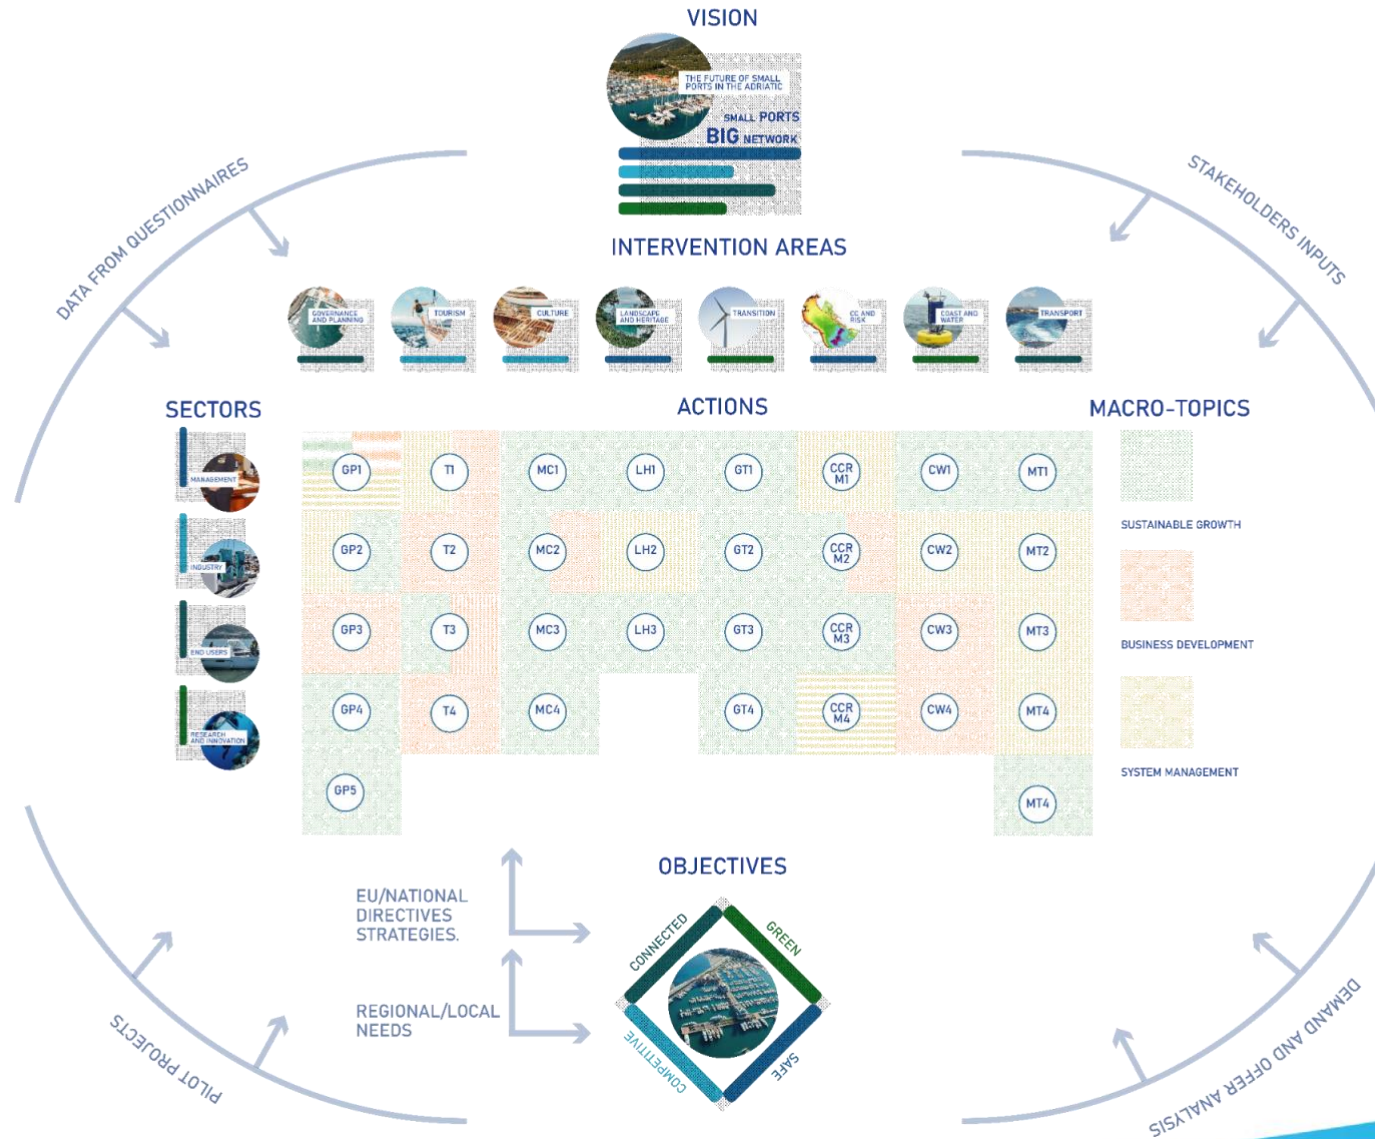 VISION
THE FUTURE OF SMALL
PORTS IN THE ADRIATIC
SMALL PORTS
BIG NETWORK
DATA FROM QUESTIONNAIRES
STAKEHOLDERS INPUTS
INTERVENTION AREAS
GOVERNANCE
AND PLANNING
TOURISM
CULTURE
LANDSCAPE
AND HERITAGE
TRANSITION
CC AND
RISK
COAST AND
WATER
TRANSPORT
SECTORS
ACTIONS
MACRO-TOPICS
MANAGEMENT
INDUSTRY
END USERS
RESEARCH
AND INNOVATION
GP1
T1
MC1
LH1
GT1
CCR
M1
CW1
MT1
GP2
T2
MC2
LH2
GT2
CCR
M2
CW2
MT2
GP3
T3
MC3
LH3
GT3
CCR
M3
CW3
MT3
GP4
T4
MC4
GT4
CCR
M4
CW4
MT4
GP5
MT4
SUSTAINABLE GROWTH
BUSINESS DEVELOPMENT
SYSTEM MANAGEMENT
OBJECTIVES
EU/NATIONAL
DIRECTIVES
STRATEGIES.
REGIONAL/LOCAL
NEEDS
CONNECTED
GREEN
COMPETITIVE
SAFE
PILOT PROJECTS
DEMAND AND OFFER ANALYSIS